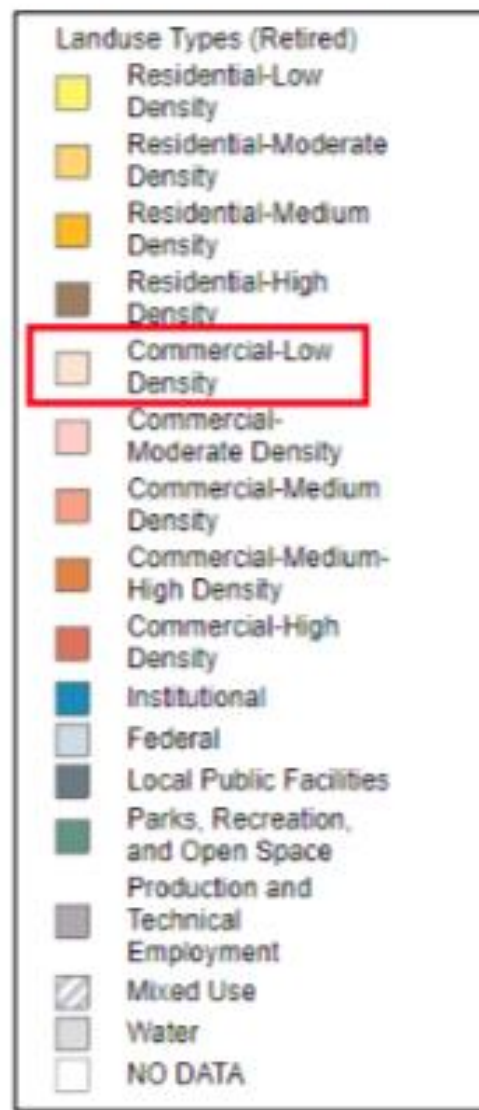 Landuse Types (Retired)
Residential-Low
Density
Residential-Moderate
Density
Residential-Medium
Density
Residential-High
Density
Commercial-Low
Density
Commercial-
Moderate Density
Commercial-Medium
Density
Commercial-Medium-
High Density
Commercial-High
Density
Institutional
Federal
Local Public Facilities
Parks, Recreation,
and Open Space
Production and
Technical
Employment
Mixed Use
Water
NO DATA